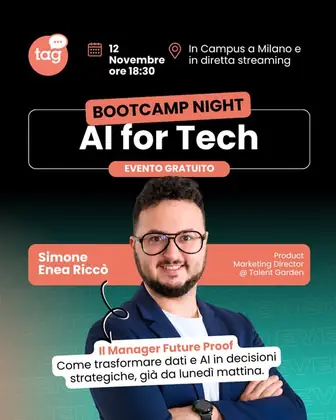 tag
12
Novembre
ore 18:30
In Campus a Milano e
in diretta streaming
BOOTCAMP NIGHT
AI for Tech
EVENTO GRATUITO
Simone
Enea Riccò
Product
Marketing Director
@ Talent Garden
Il Manager Future Proof
Come trasformare dati e AI in decisioni
strategiche, già da lunedì mattina.